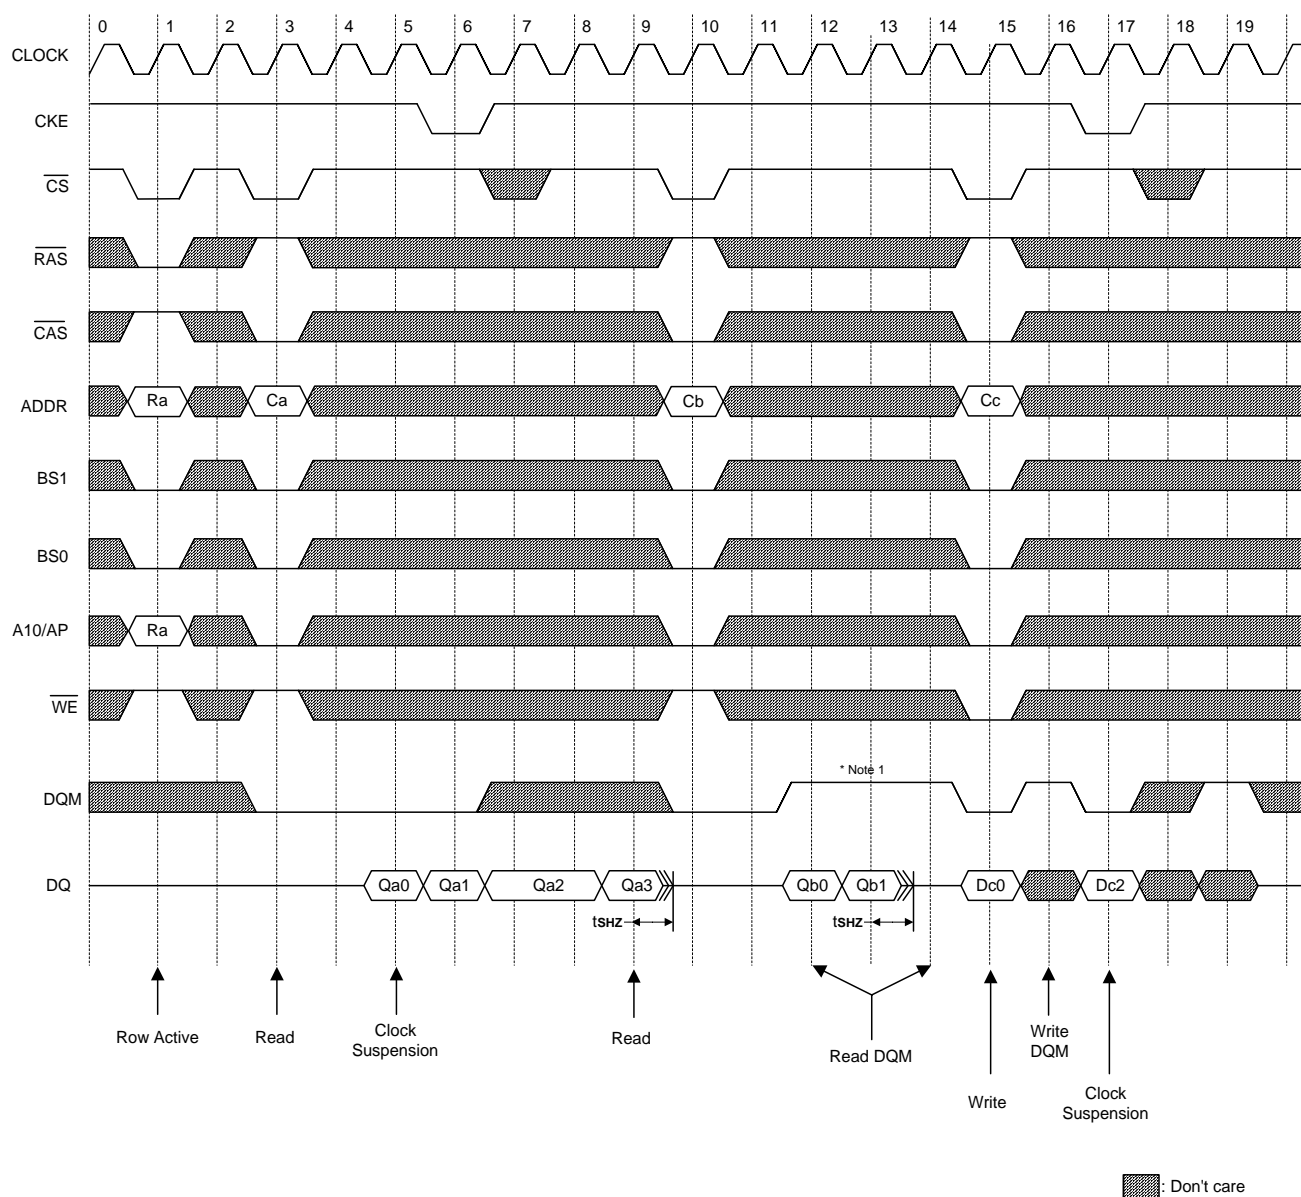 0 1 2 3 4 5 6 7 8 9 10 11 12 13 14 15 16 17 18 19
CLOCK
CKE
CS
RAS
CAS
ADDR Ra Ca Cb Cc
BS1
BS0
A10/AP Ra
WE
* Note 1
DQM
DQ Qa0 Qa1 Qa2 Qa3 Qb0 Qb1 Dc0 Dc2
tSHZ tSHZ
Row Active Read Clock Suspension Read Read DQM Write DQM
Write Clock Suspension
: Don't care